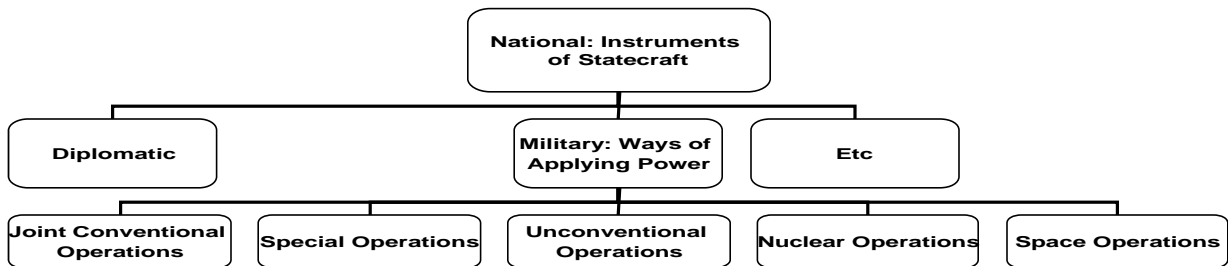 National: Instruments
of Statecraft
Diplomatic
Military: Ways of
Applying Power
Etc
Joint Conventional
Operations
Special Operations
Unconventional
Operations
Nuclear Operations
Space Operations